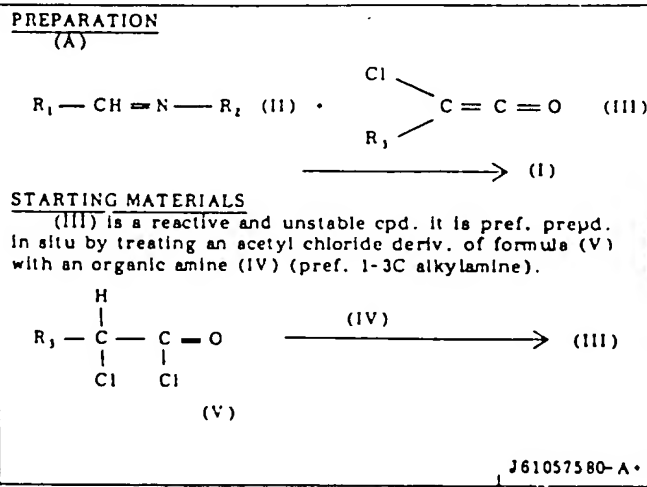 PREPARATION
(A)
Cl
R₁ — CH = N — R₂ (II) · C = C = O (III)
R₃
(I)
STARTING MATERIALS
(III) is a reactive and unstable cpd. it is pref. prepd.
in situ by treating an acetyl chloride deriv. of formula (V)
with an organic amine (IV) (pref. 1-3C alkylamine).
H
(IV)
R₃ — C — C = O (III)
Cl Cl
(V)
J61057580-A+